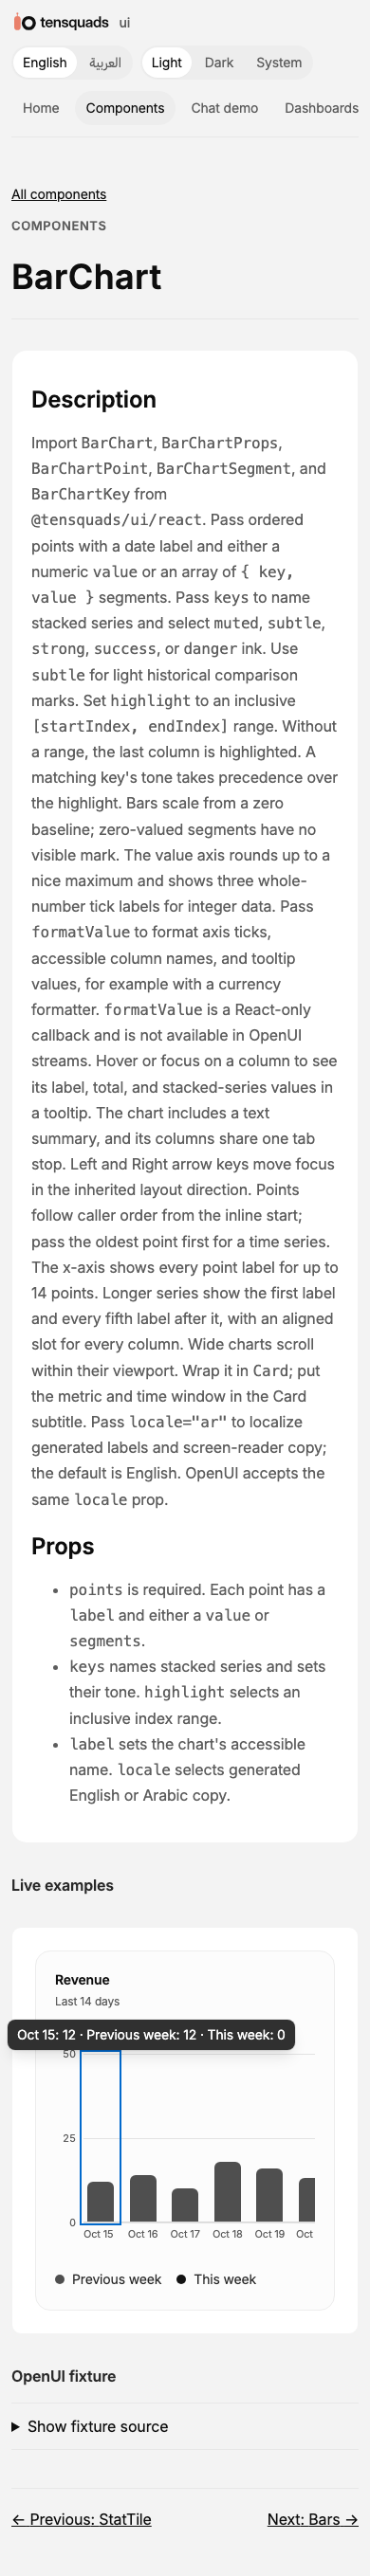 tensquads ui
English العربية Light Dark System
Home Components Chat demo Dashboards
All components
COMPONENTS
BarChart
Description
Import BarChart, BarChartProps,
BarChartPoint, BarChartSegment, and
BarChartKey from
@tensquads/ui/react. Pass ordered
points with a date label and either a
numeric value or an array of { key,
value } segments. Pass keys to name
stacked series and select muted, subtle,
strong, success, or danger ink. Use
subtle for light historical comparison
marks. Set highlight to an inclusive
[startIndex, endIndex] range. Without
a range, the last column is highlighted. A
matching key's tone takes precedence over
the highlight. Bars scale from a zero
baseline; zero-valued segments have no
visible mark. The value axis rounds up to a
nice maximum and shows three whole-
number tick labels for integer data. Pass
formatValue to format axis ticks,
accessible column names, and tooltip
values, for example with a currency
formatter. formatValue is a React-only
callback and is not available in OpenUI
streams. Hover or focus on a column to see
its label, total, and stacked-series values in
a tooltip. The chart includes a text
summary, and its columns share one tab
stop. Left and Right arrow keys move focus
in the inherited layout direction. Points
follow caller order from the inline start;
pass the oldest point first for a time series.
The x-axis shows every point label for up to
14 points. Longer series show the first label
and every fifth label after it, with an aligned
slot for every column. Wide charts scroll
within their viewport. Wrap it in Card; put
the metric and time window in the Card
subtitle. Pass locale="ar" to localize
generated labels and screen-reader copy;
the default is English. OpenUI accepts the
same locale prop.
Props
• points is required. Each point has a
label and either a value or
segments.
• keys names stacked series and sets
their tone. highlight selects an
inclusive index range.
• label sets the chart's accessible
name. locale selects generated
English or Arabic copy.
Live examples
Revenue
Last 14 days
Oct 15: 12 · Previous week: 12 · This week: 0
50
25
0
Oct 15 Oct 16 Oct 17 Oct 18 Oct 19 Oct
Previous week This week
OpenUI fixture
Show fixture source
← Previous: StatTile Next: Bars →